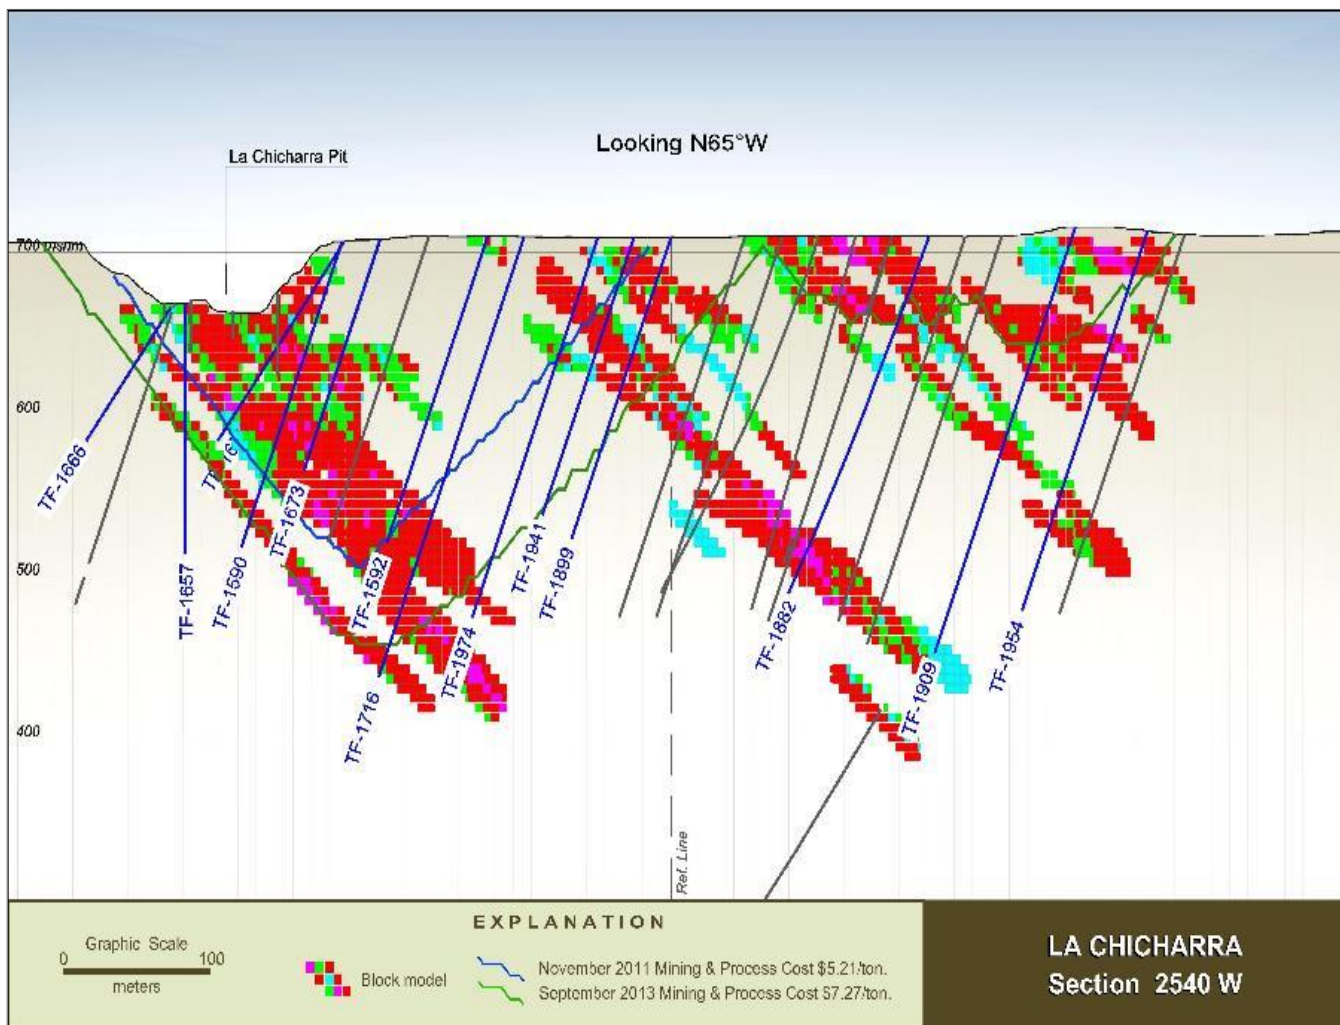 Looking N65°W
La Chicharra Pit
700 msnm
600
500
400
TF-1666
TF-1657
TF-1590
TF-1673
TF-1592
TF-1716
TF-1974
TF-1941
TF-1899
TF-1882
TF-1909
TF-1954
Ref. Line
EXPLANATION
Graphic Scale
0 100
meters
Block model
November 2011 Mining & Process Cost $5.21/ton.
September 2013 Mining & Process Cost $7.27/ton.
LA CHICHARRA
Section 2540 W